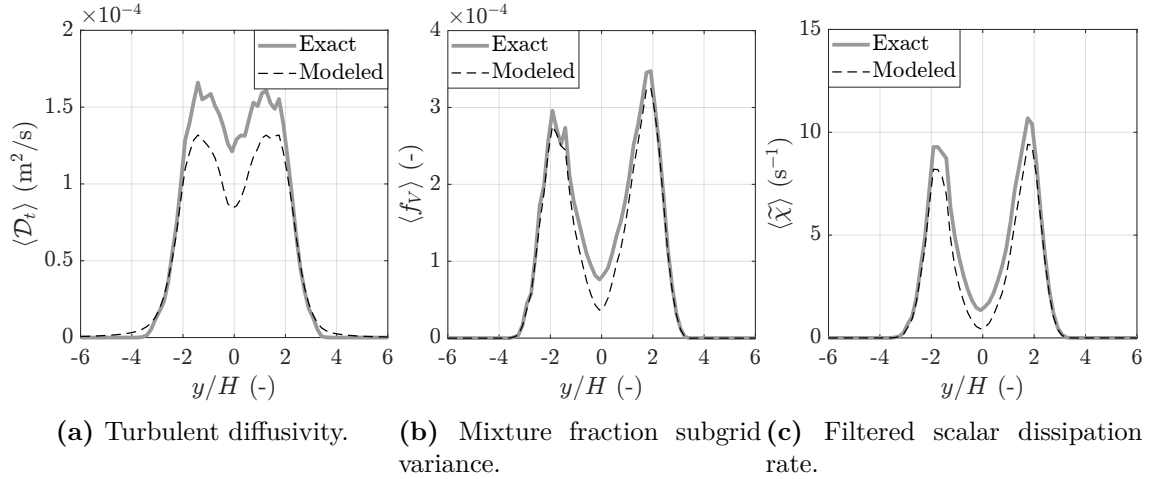 ×10⁻⁴
2
1.5
1
0.5
0
-6 -4 -2 0 2 4 6
y/H (-)
⟨𝒟ₜ⟩ (m²/s)
Exact
Modeled
×10⁻⁴
6
4
2
0
-6 -4 -2 0 2 4 6
y/H (-)
⟨f_V⟩ (-)
Exact
Modeled
15
10
5
0
-6 -4 -2 0 2 4 6
y/H (-)
⟨χ̃⟩ (s⁻¹)
Exact
Modeled
(a) Turbulent diffusivity.
(b) Mixture fraction subgrid
variance.
(c) Filtered scalar dissipation
rate.